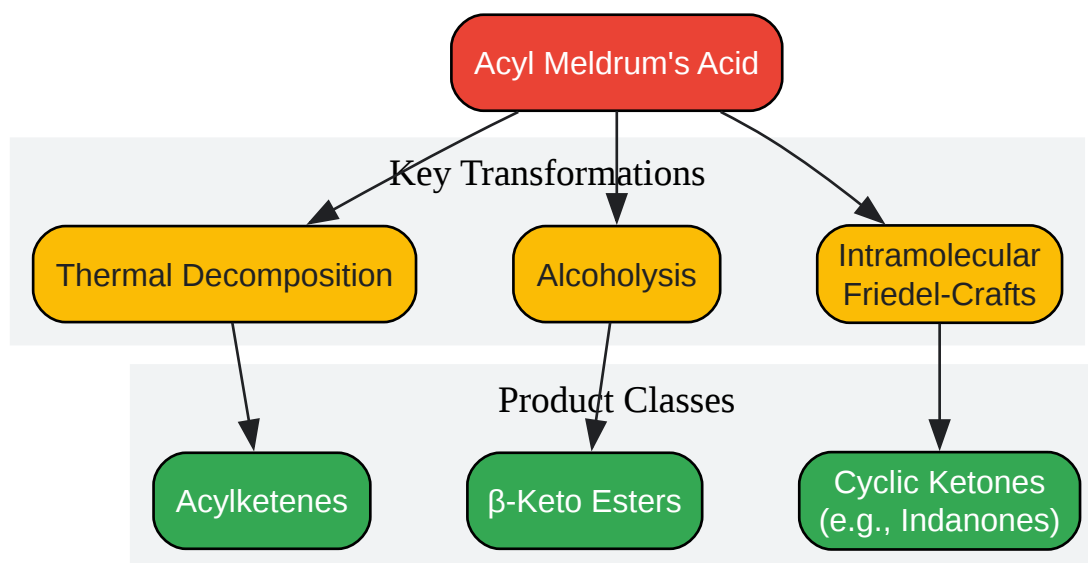 Acyl Meldrum's Acid
Key Transformations
Thermal Decomposition
Alcoholysis
Intramolecular
Friedel-Crafts
Product Classes
Acylketenes
β-Keto Esters
Cyclic Ketones
(e.g., Indanones)